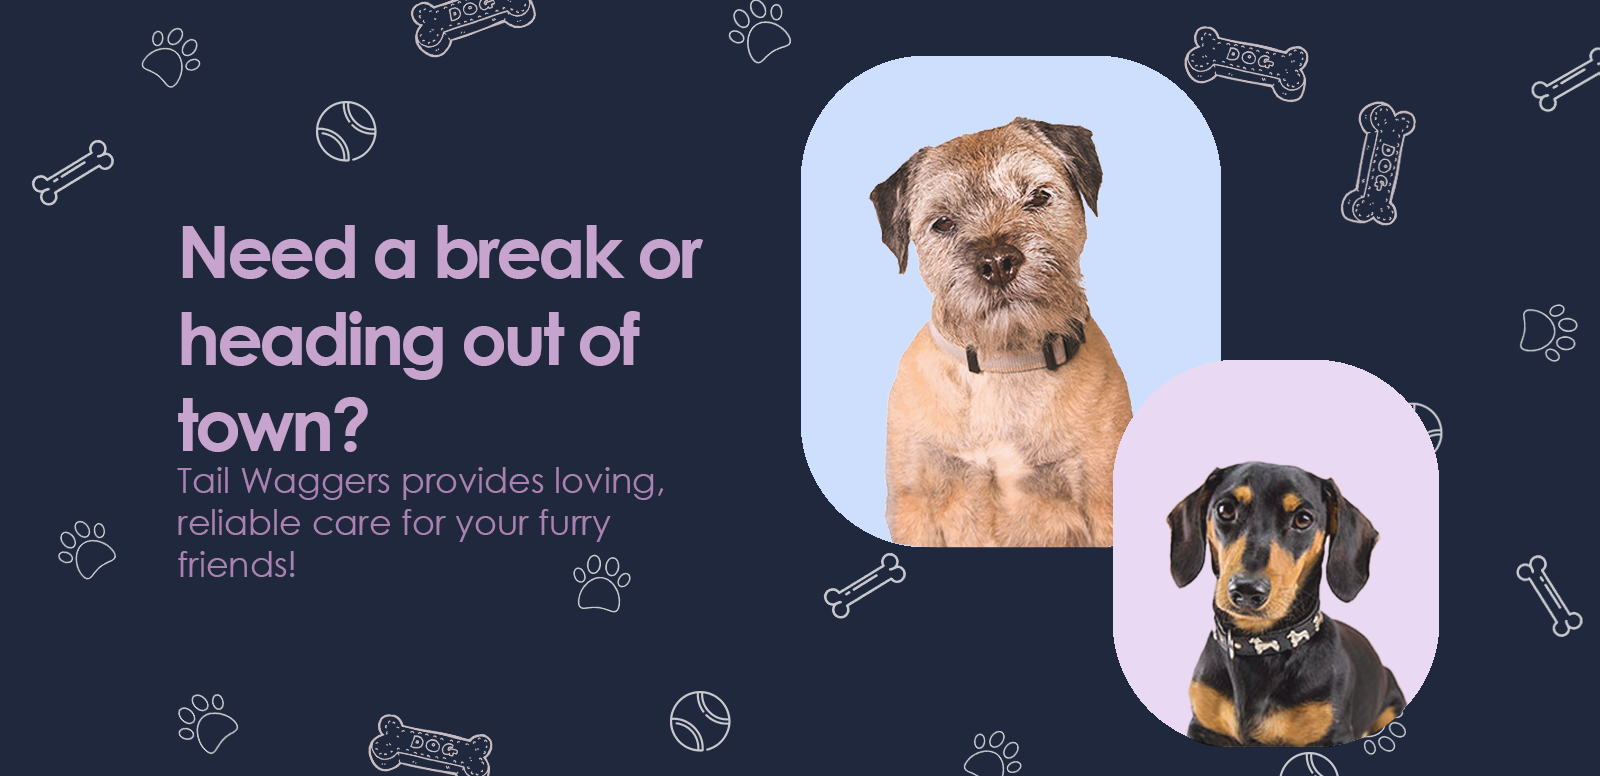 DOG
DOG
DOG
Need a break or
heading out of
town?
Tail Waggers provides loving,
reliable care for your furry
friends!
DOG